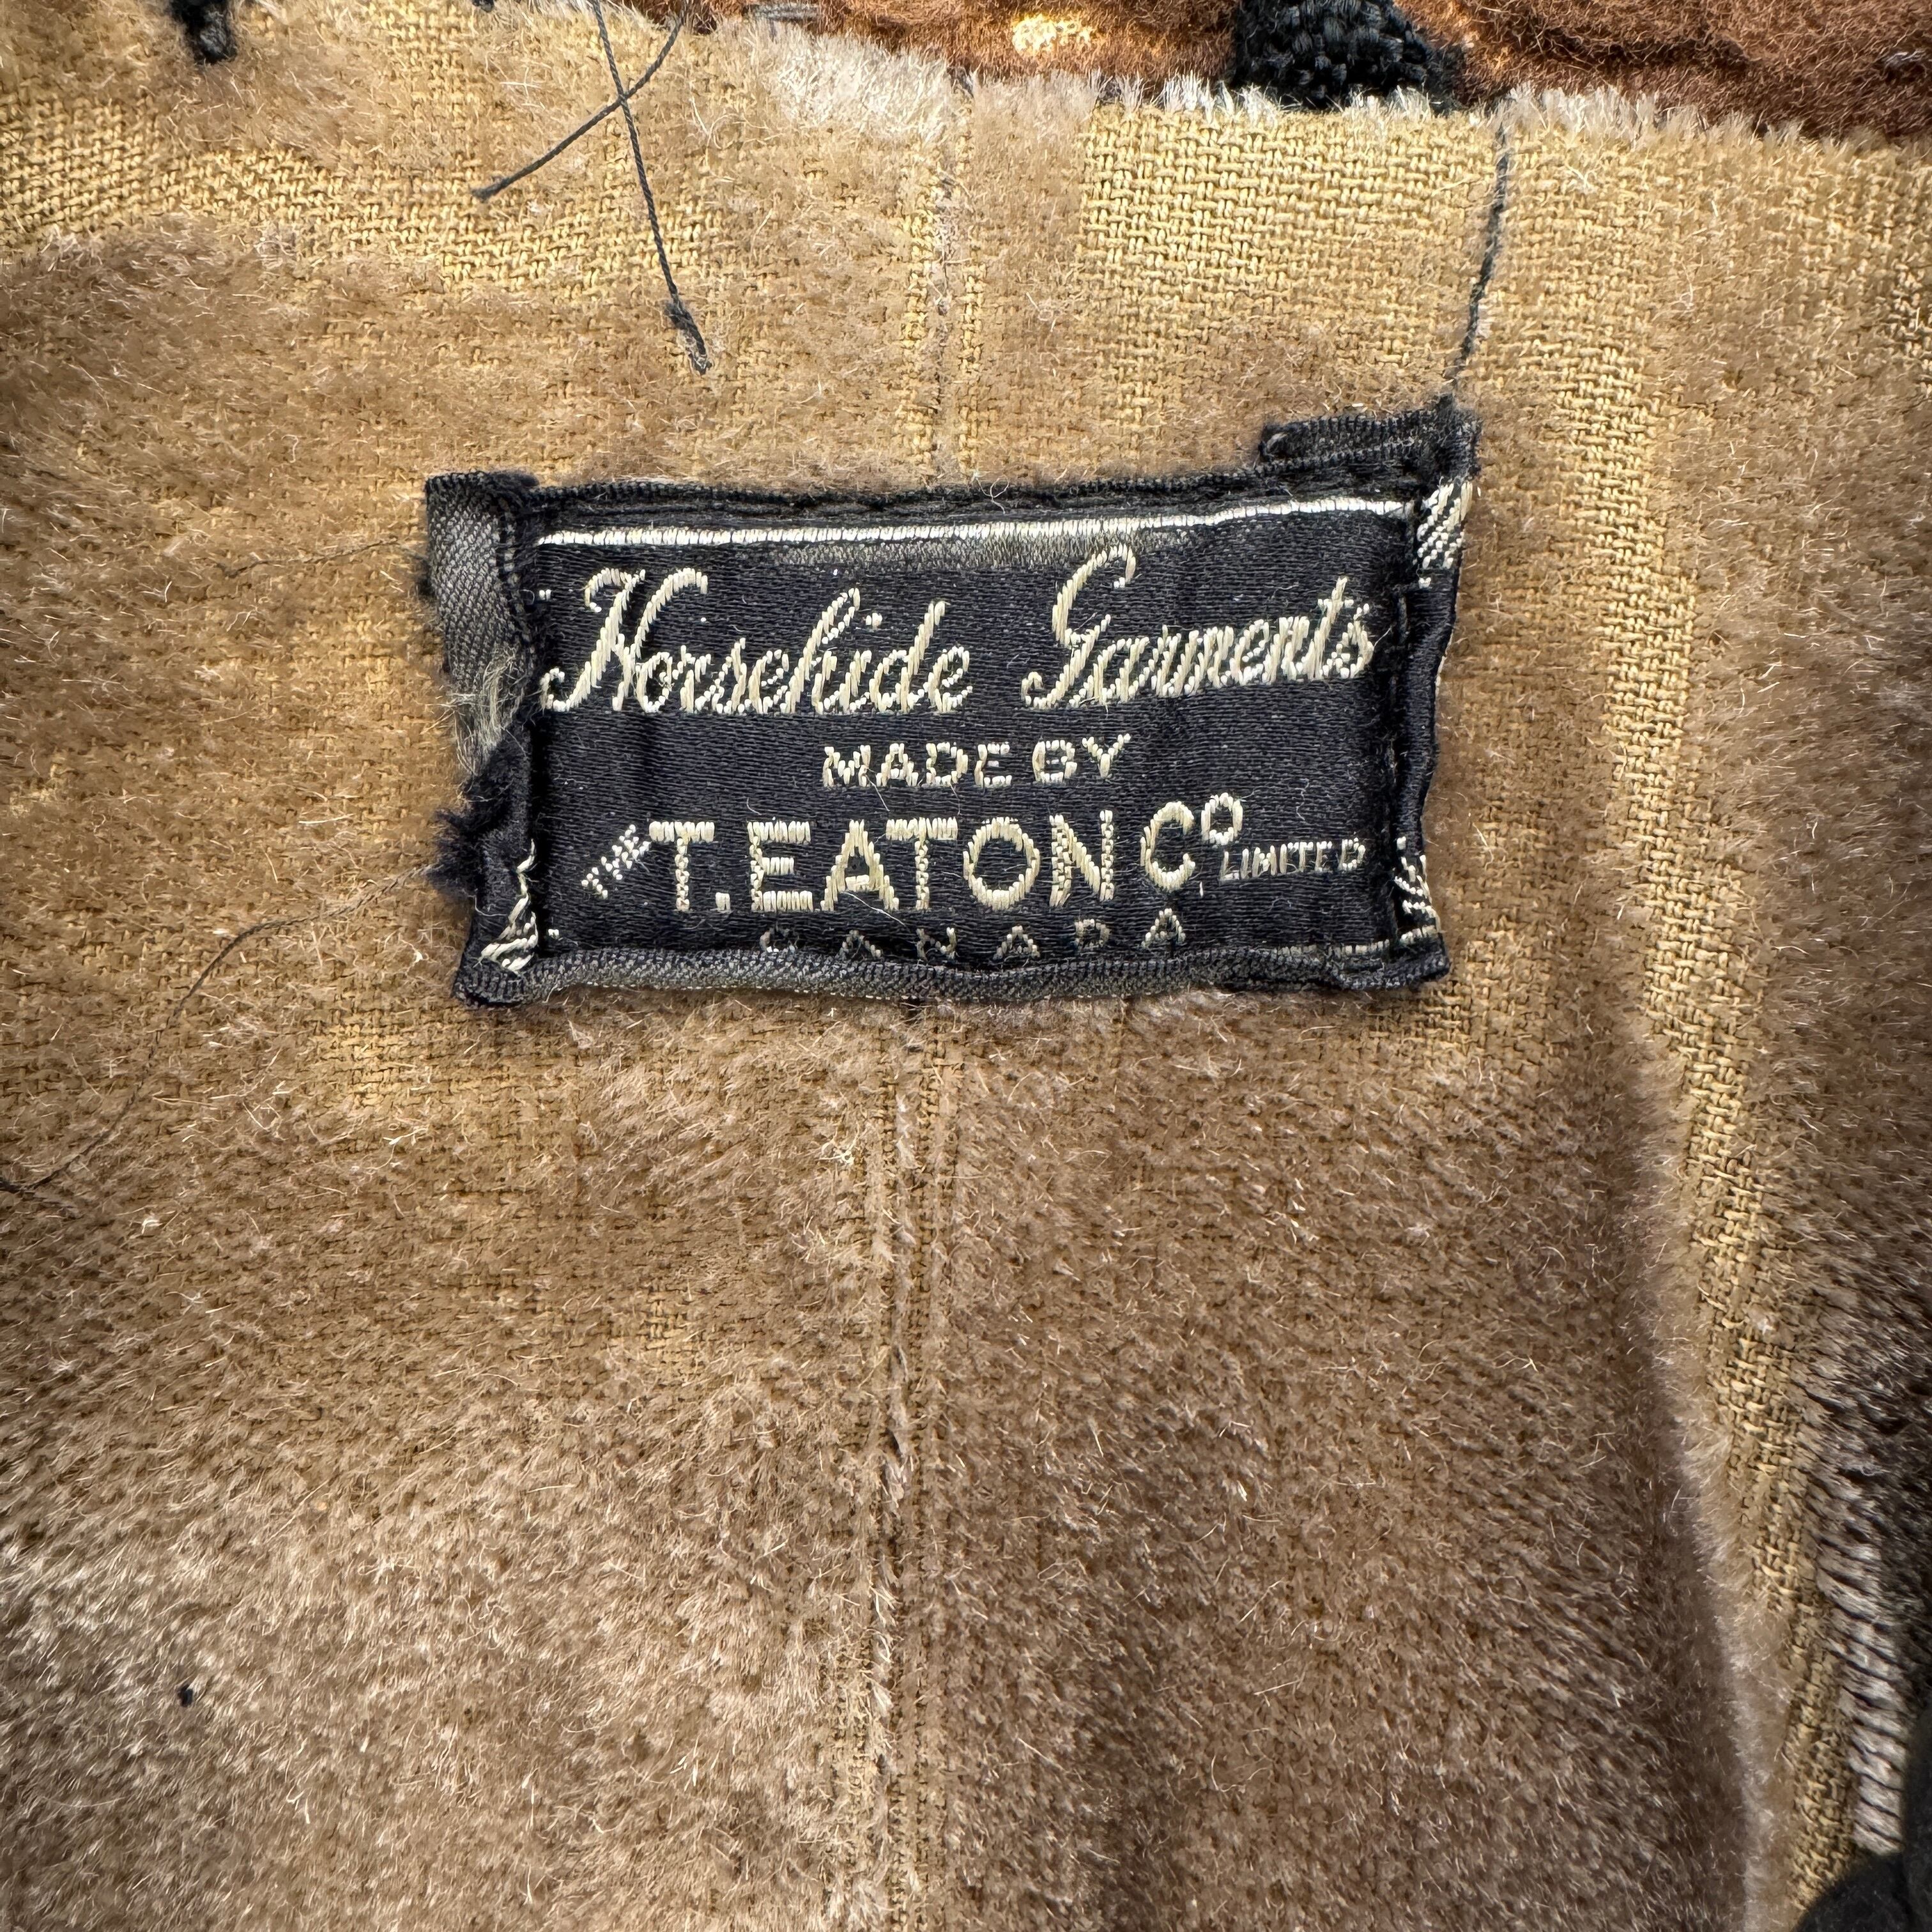 Horsehide Garments
MADE BY
THE T. EATON Cº LIMITED
CANADA